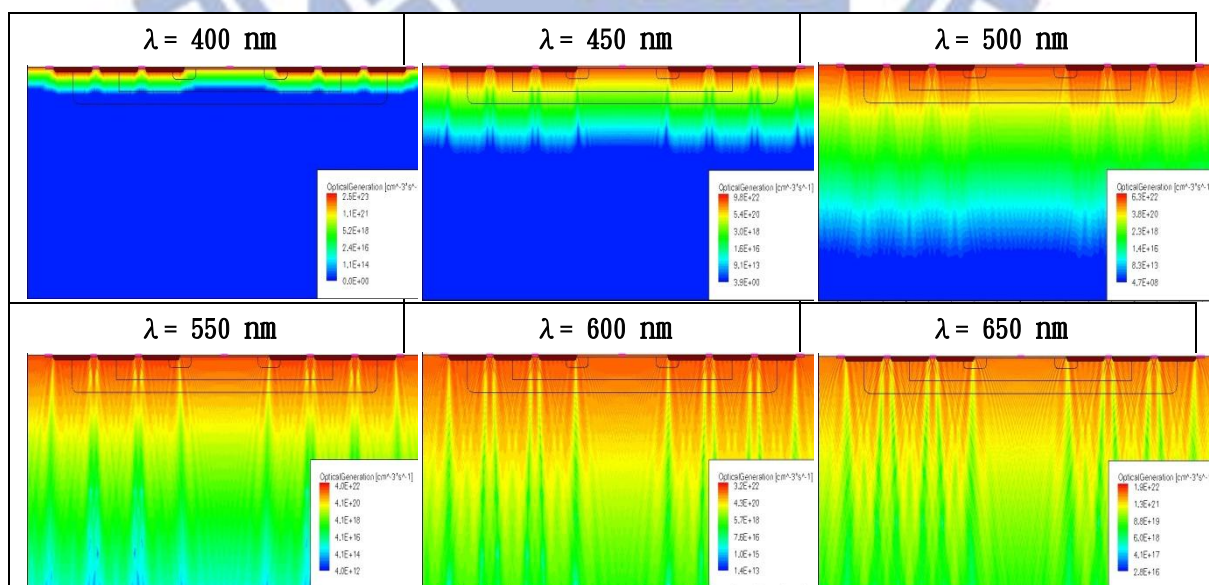 λ = 400 nm
λ = 450 nm
λ = 500 nm
OpticalGeneration [cm^-3*s^-
2.5E+23
1.1E+21
5.2E+18
2.4E+16
1.1E+14
0.0E+00
OpticalGeneration [cm^-3*s^-1]
9.8E+22
5.4E+20
3.0E+18
1.6E+16
9.1E+13
3.9E+00
OpticalGeneration [cm^-3*s^-1]
6.3E+22
3.8E+20
2.3E+18
1.4E+16
8.3E+13
4.7E+08
λ = 550 nm
λ = 600 nm
λ = 650 nm
OpticalGeneration [cm^-3*s^-1]
4.0E+22
4.1E+20
4.1E+18
4.1E+16
4.1E+14
4.0E+12
OpticalGeneration [cm^-3*s^-1]
3.2E+22
4.3E+20
5.7E+18
7.6E+16
1.0E+15
1.4E+13
OpticalGeneration [cm^-3*s^-1]
1.9E+22
1.3E+21
8.8E+19
6.0E+18
4.1E+17
2.8E+16